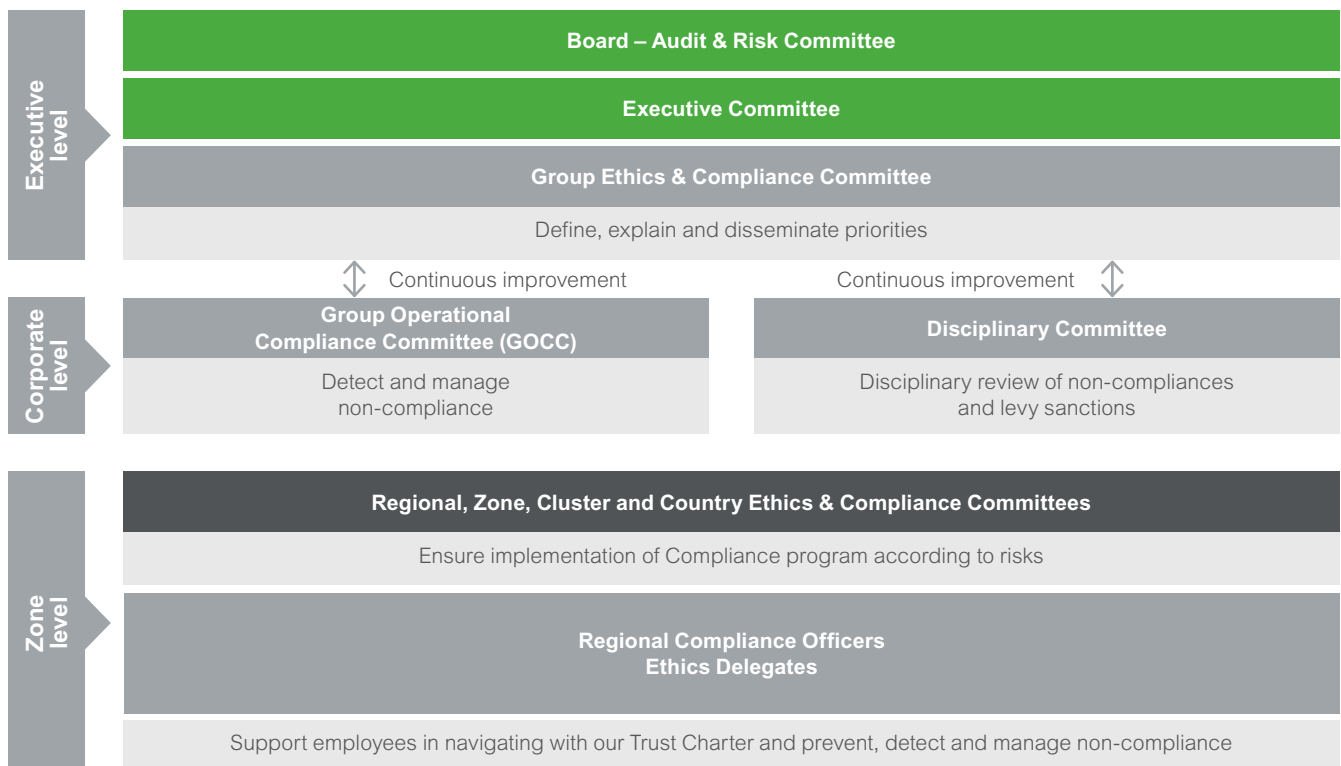 Executive
level
Board – Audit & Risk Committee
Executive Committee
Group Ethics & Compliance Committee
Define, explain and disseminate priorities
Continuous improvement
Continuous improvement
Corporate
level
Group Operational
Compliance Committee (GOCC)
Detect and manage
non-compliance
Disciplinary Committee
Disciplinary review of non-compliances
and levy sanctions
Zone
level
Regional, Zone, Cluster and Country Ethics & Compliance Committees
Ensure implementation of Compliance program according to risks
Regional Compliance Officers
Ethics Delegates
Support employees in navigating with our Trust Charter and prevent, detect and manage non-compliance